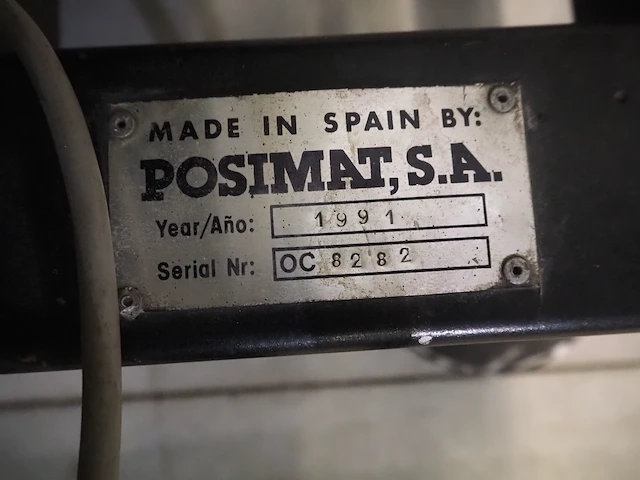 MADE IN SPAIN BY:
POSIMAT, S.A.
Year/Año: 1991
Serial Nr: OC 8282